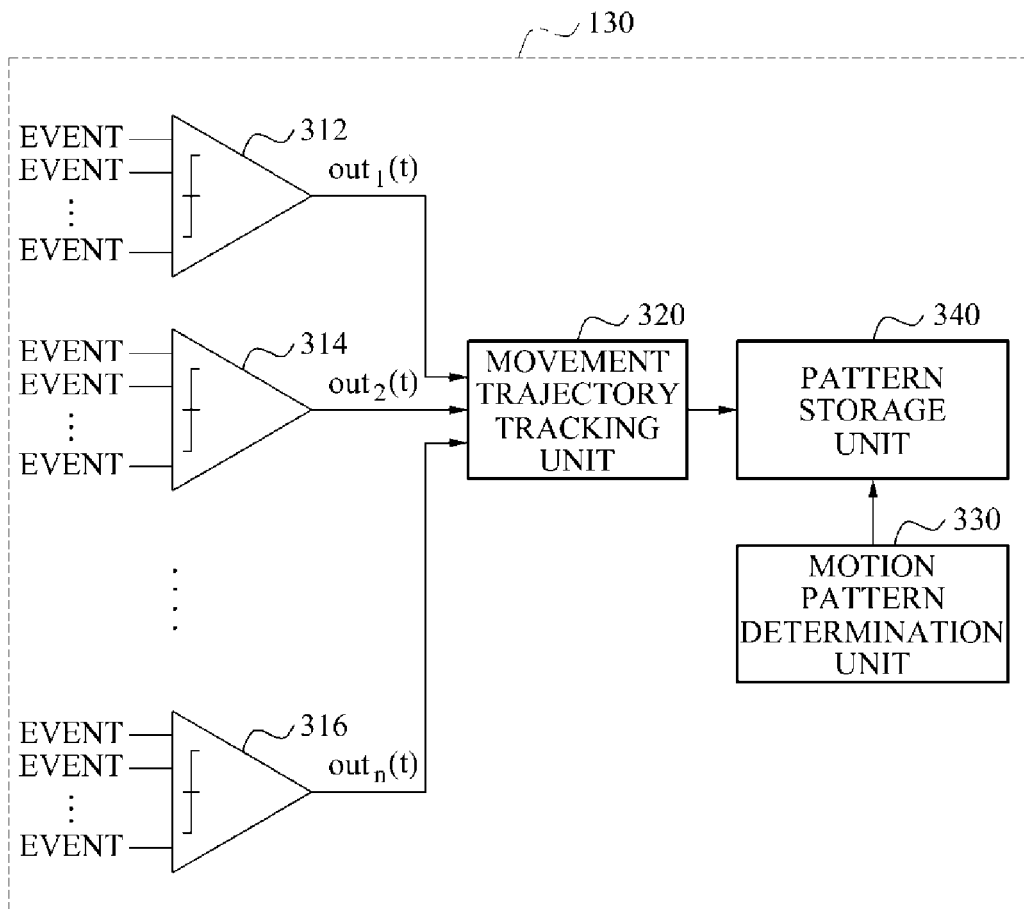 130
EVENT
EVENT
EVENT
312
out1(t)
EVENT
EVENT
EVENT
314
out2(t)
320
MOVEMENT
TRAJECTORY
TRACKING
UNIT
340
PATTERN
STORAGE
UNIT
330
MOTION
PATTERN
DETERMINATION
UNIT
EVENT
EVENT
EVENT
316
outn(t)